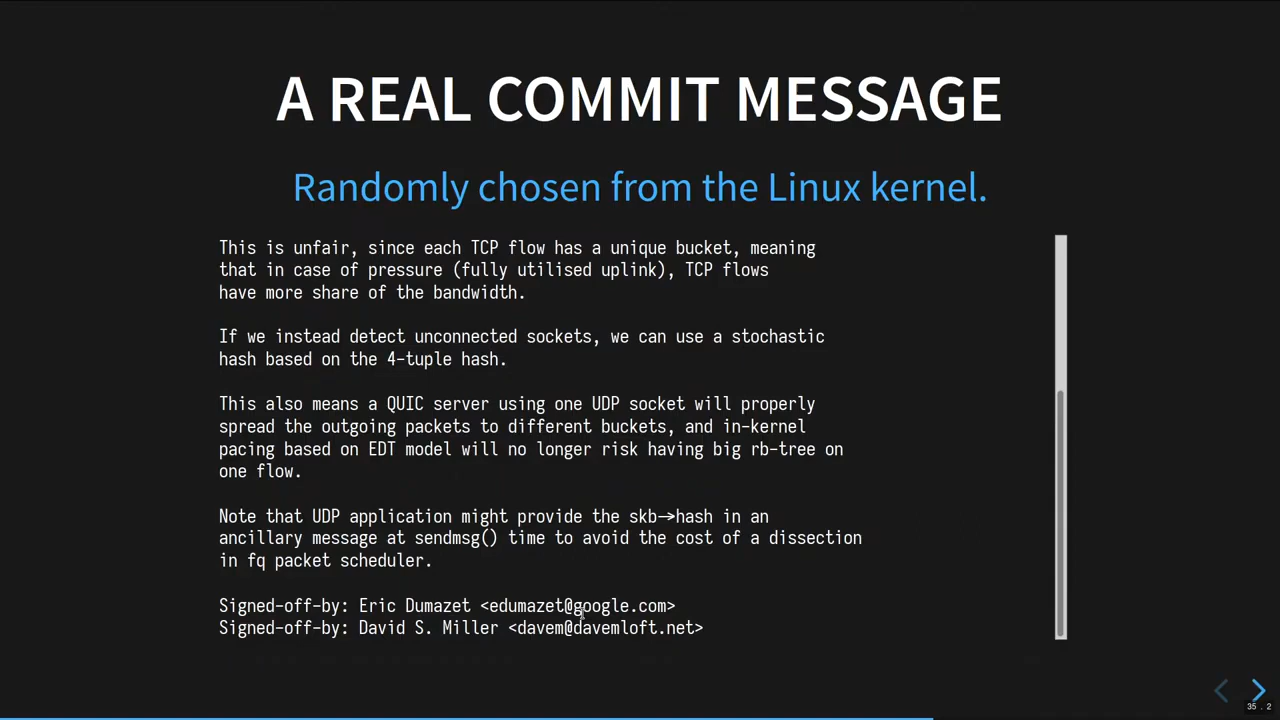 A REAL COMMIT MESSAGE
Randomly chosen from the Linux kernel.
This is unfair, since each TCP flow has a unique bucket, meaning
that in case of pressure (fully utilised uplink), TCP flows
have more share of the bandwidth.
If we instead detect unconnected sockets, we can use a stochastic
hash based on the 4-tuple hash.
This also means a QUIC server using one UDP socket will properly
spread the outgoing packets to different buckets, and in-kernel
pacing based on EDT model will no longer risk having big rb-tree on
one flow.
Note that UDP application might provide the skb→hash in an
ancillary message at sendmsg() time to avoid the cost of a dissection
in fq packet scheduler.
Signed-off-by: Eric Dumazet <edumazet@google.com>
Signed-off-by: David S. Miller <davem@davemloft.net>
35.2